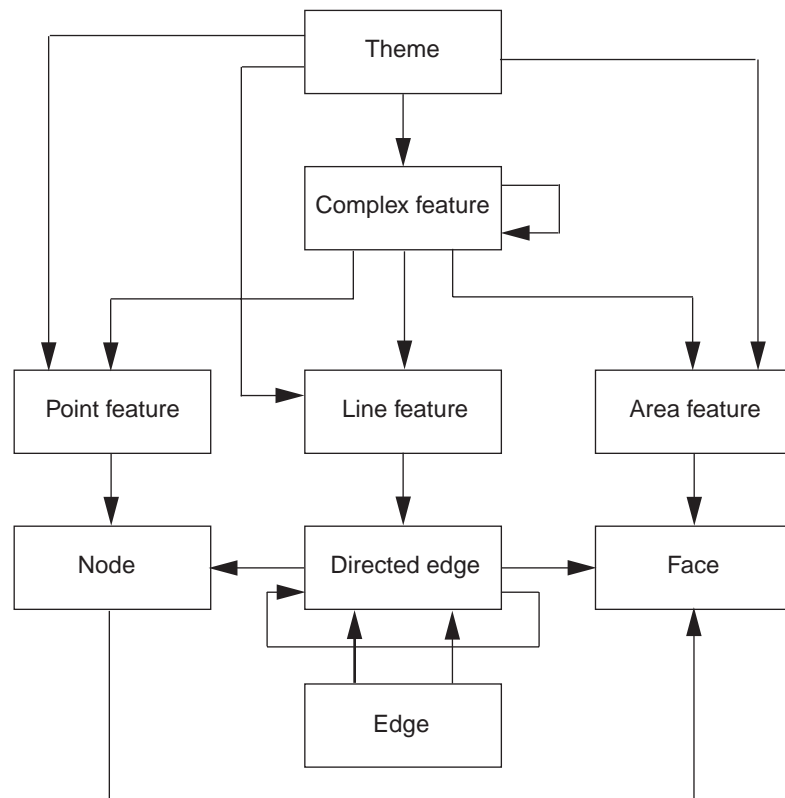 Theme
Complex feature
Point feature
Line feature
Area feature
Node
Directed edge
Face
Edge